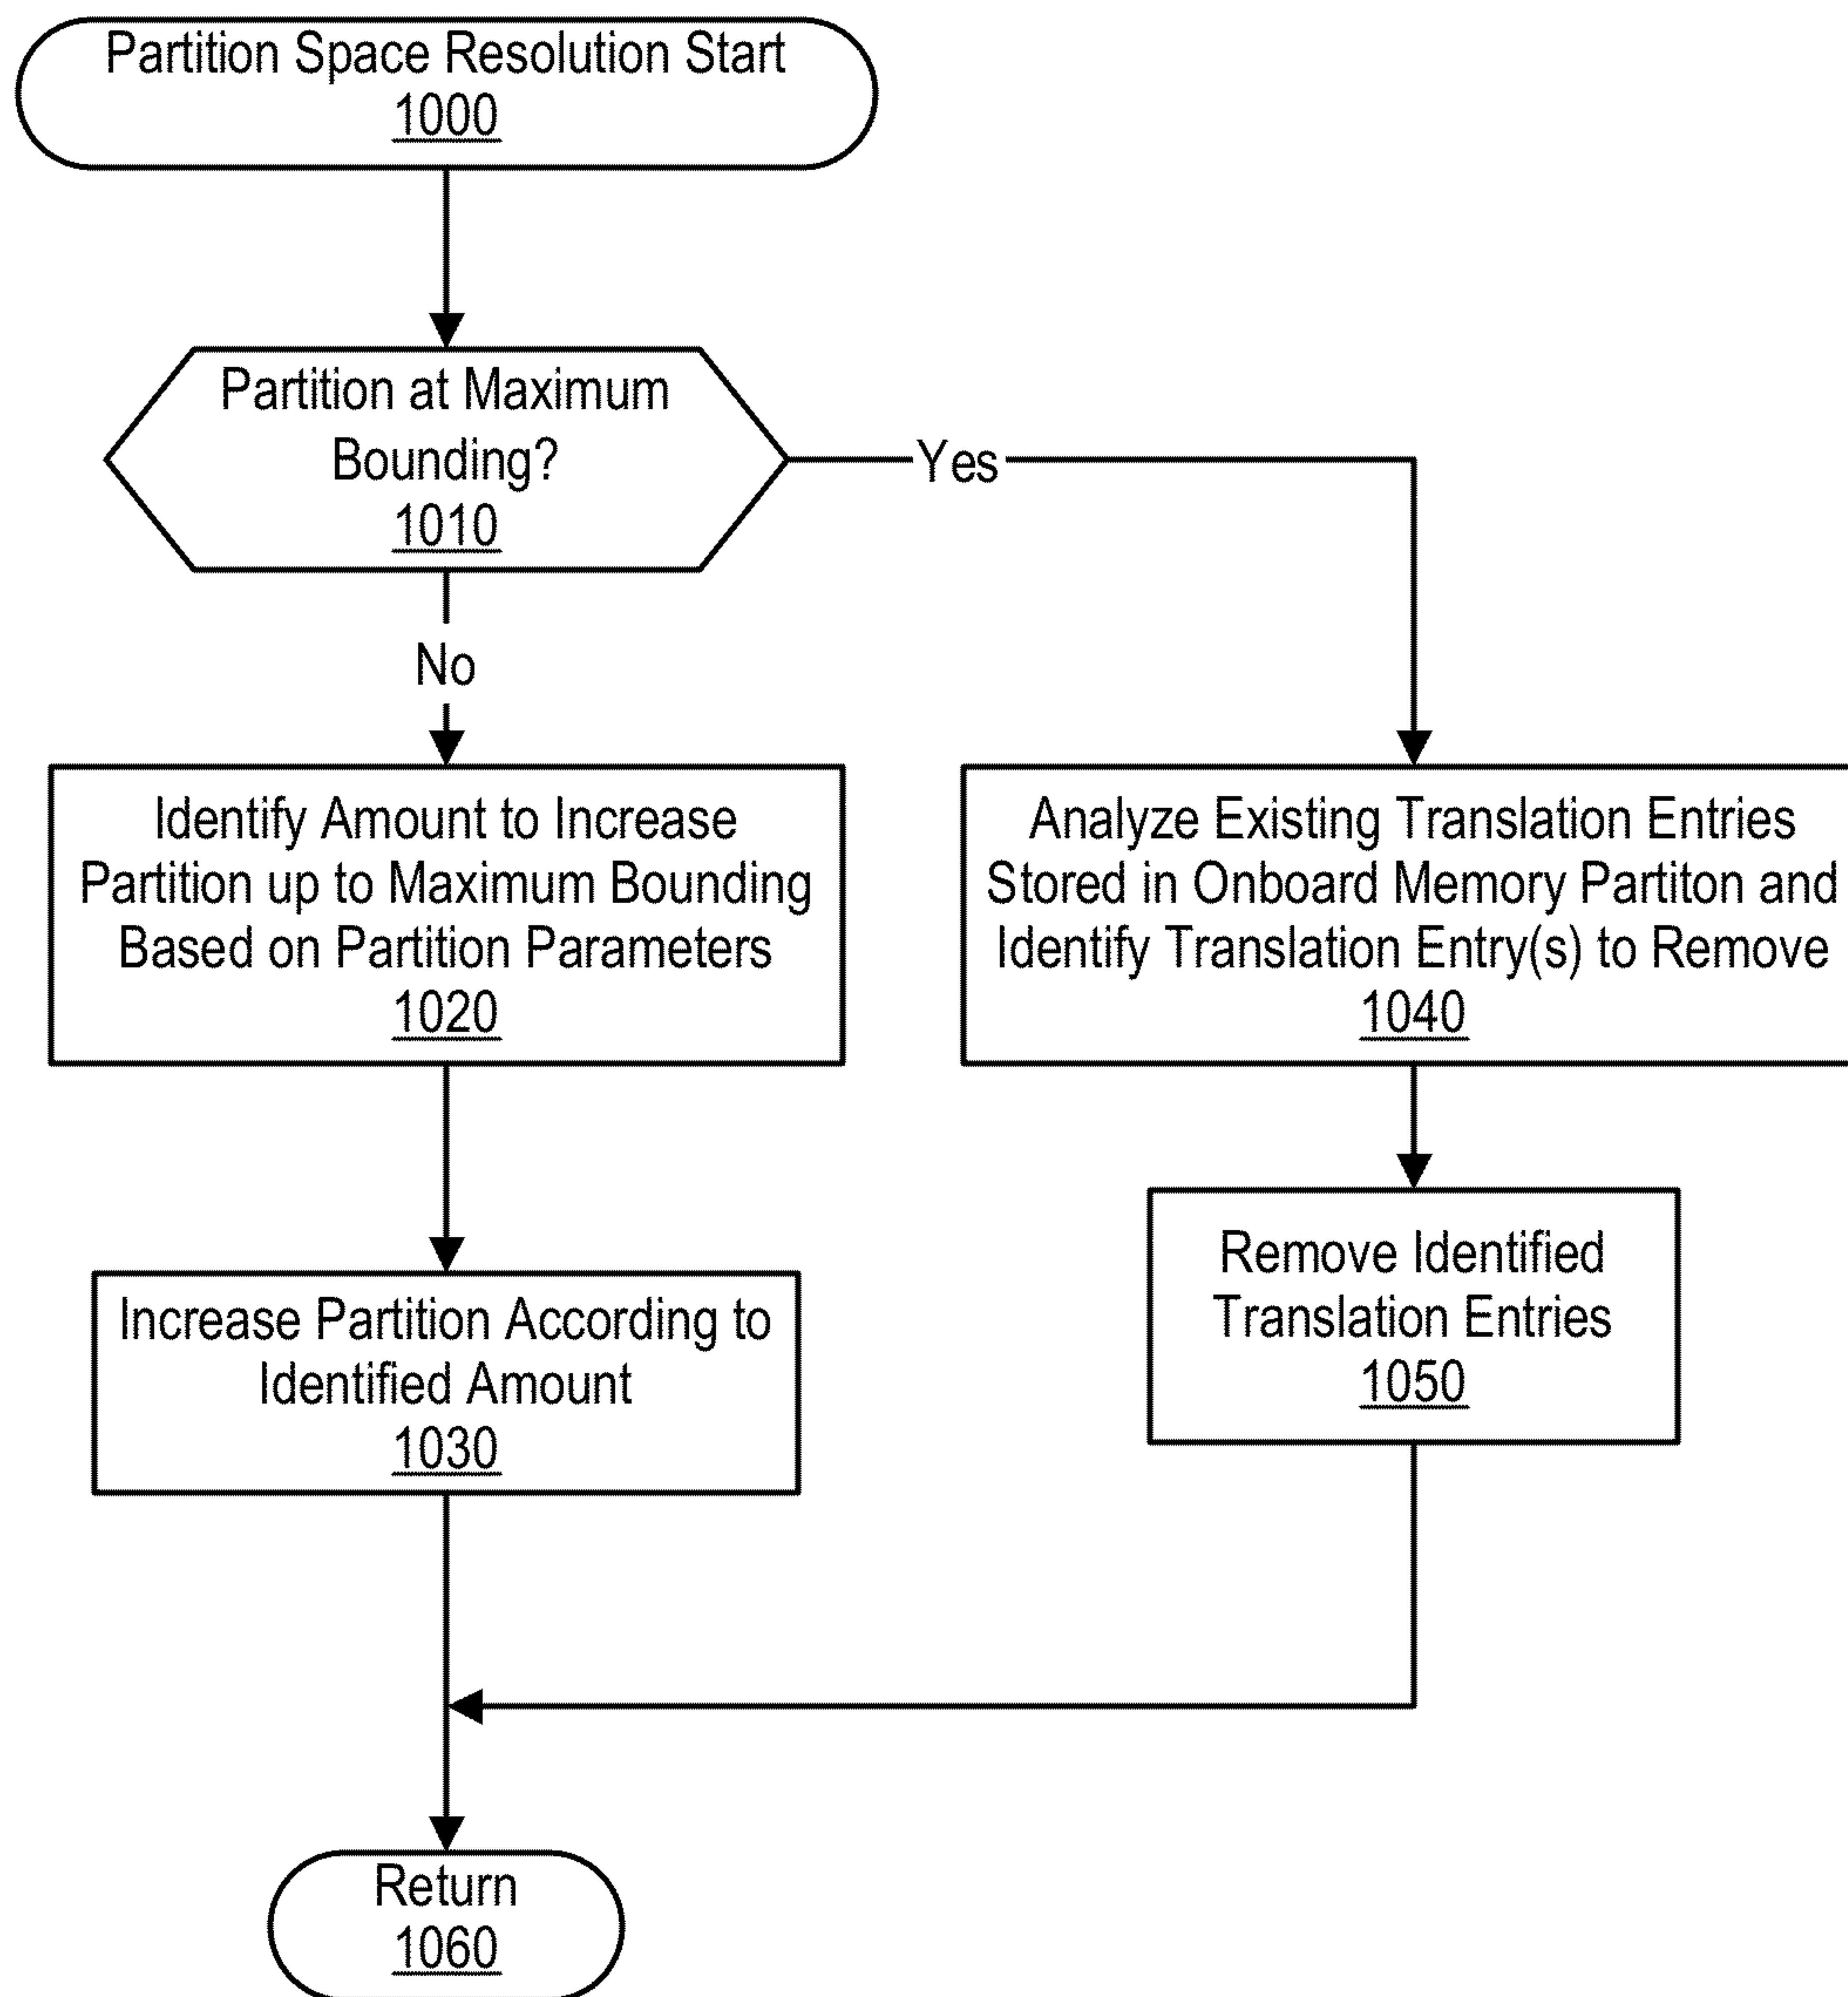 Partition Space Resolution Start
1000
Partition at Maximum
Bounding?
1010
Yes
No
Identify Amount to Increase
Partition up to Maximum Bounding
Based on Partition Parameters
1020
Analyze Existing Translation Entries
Stored in Onboard Memory Partiton and
Identify Translation Entry(s) to Remove
1040
Increase Partition According to
Identified Amount
1030
Remove Identified
Translation Entries
1050
Return
1060